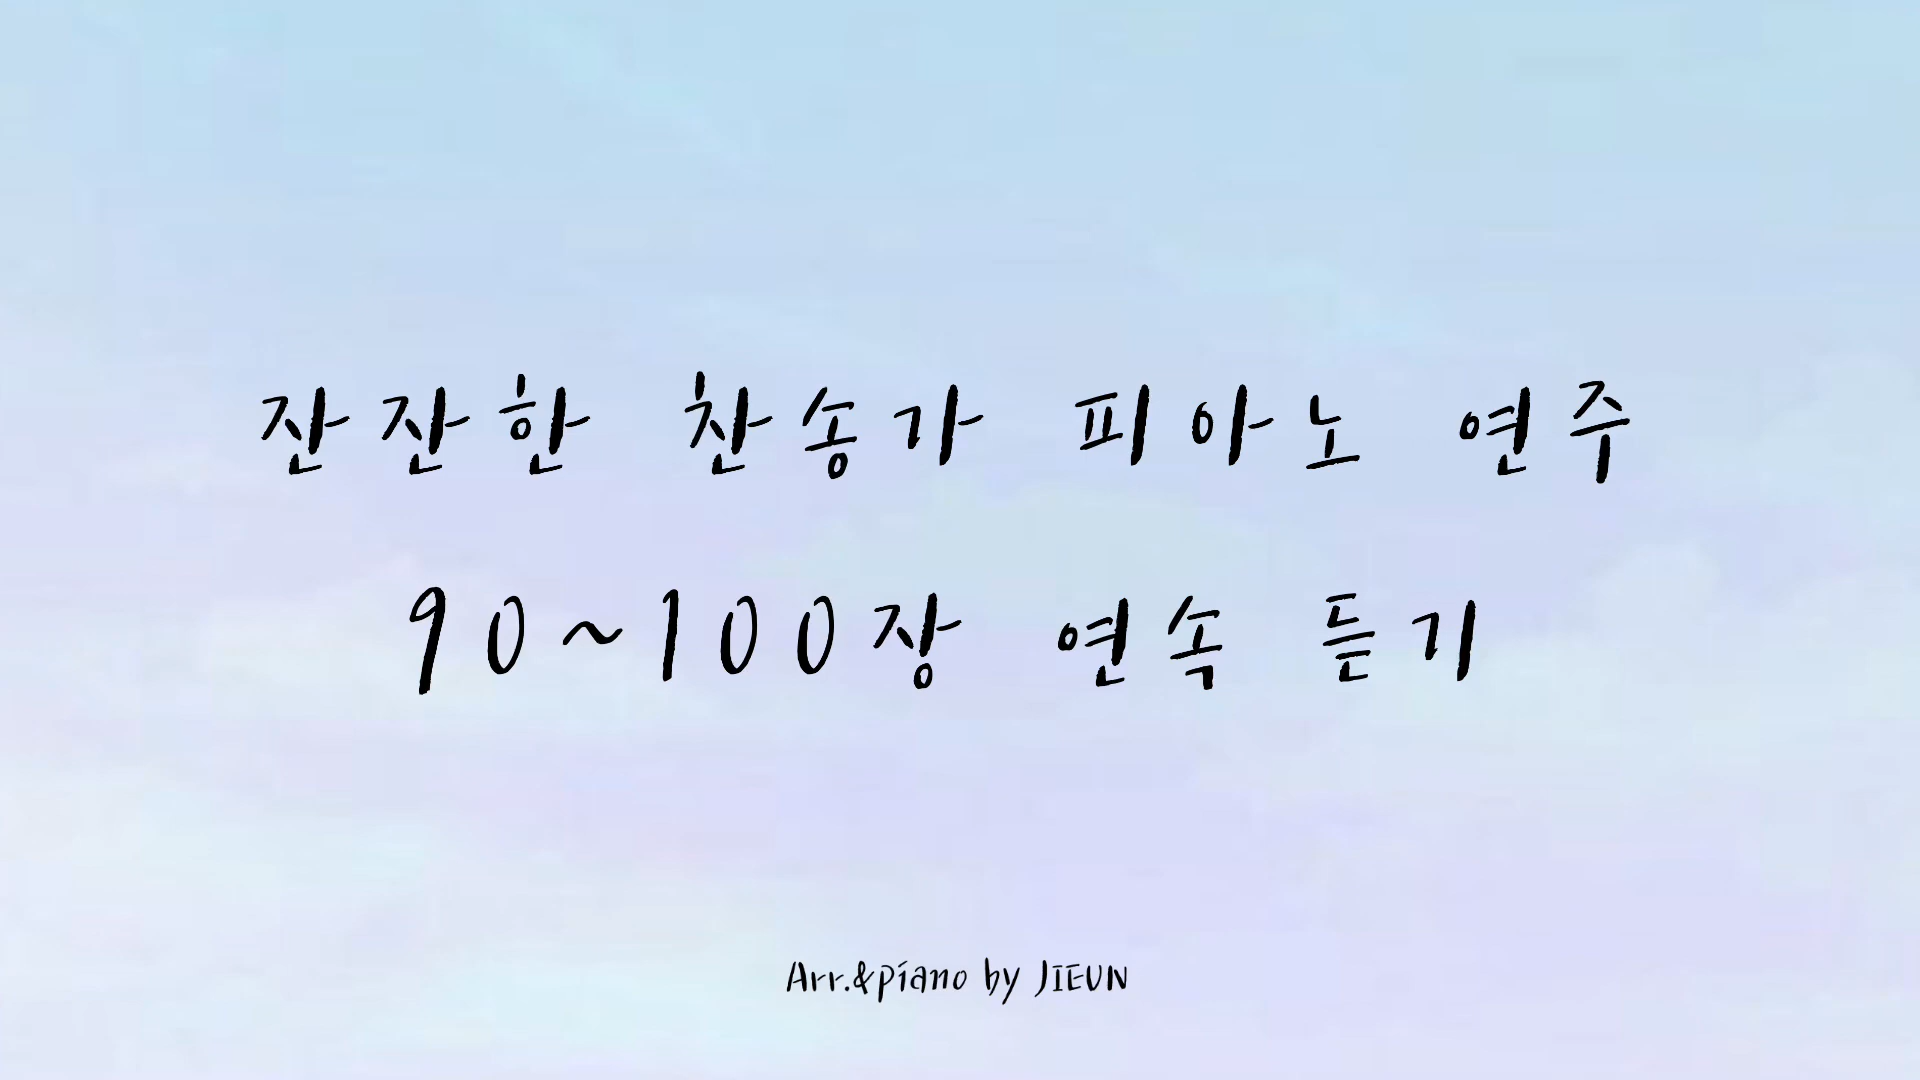 잔잔한 찬송가 피아노 연주
90~100장 연속 듣기
Arr.&piano by JIEUN